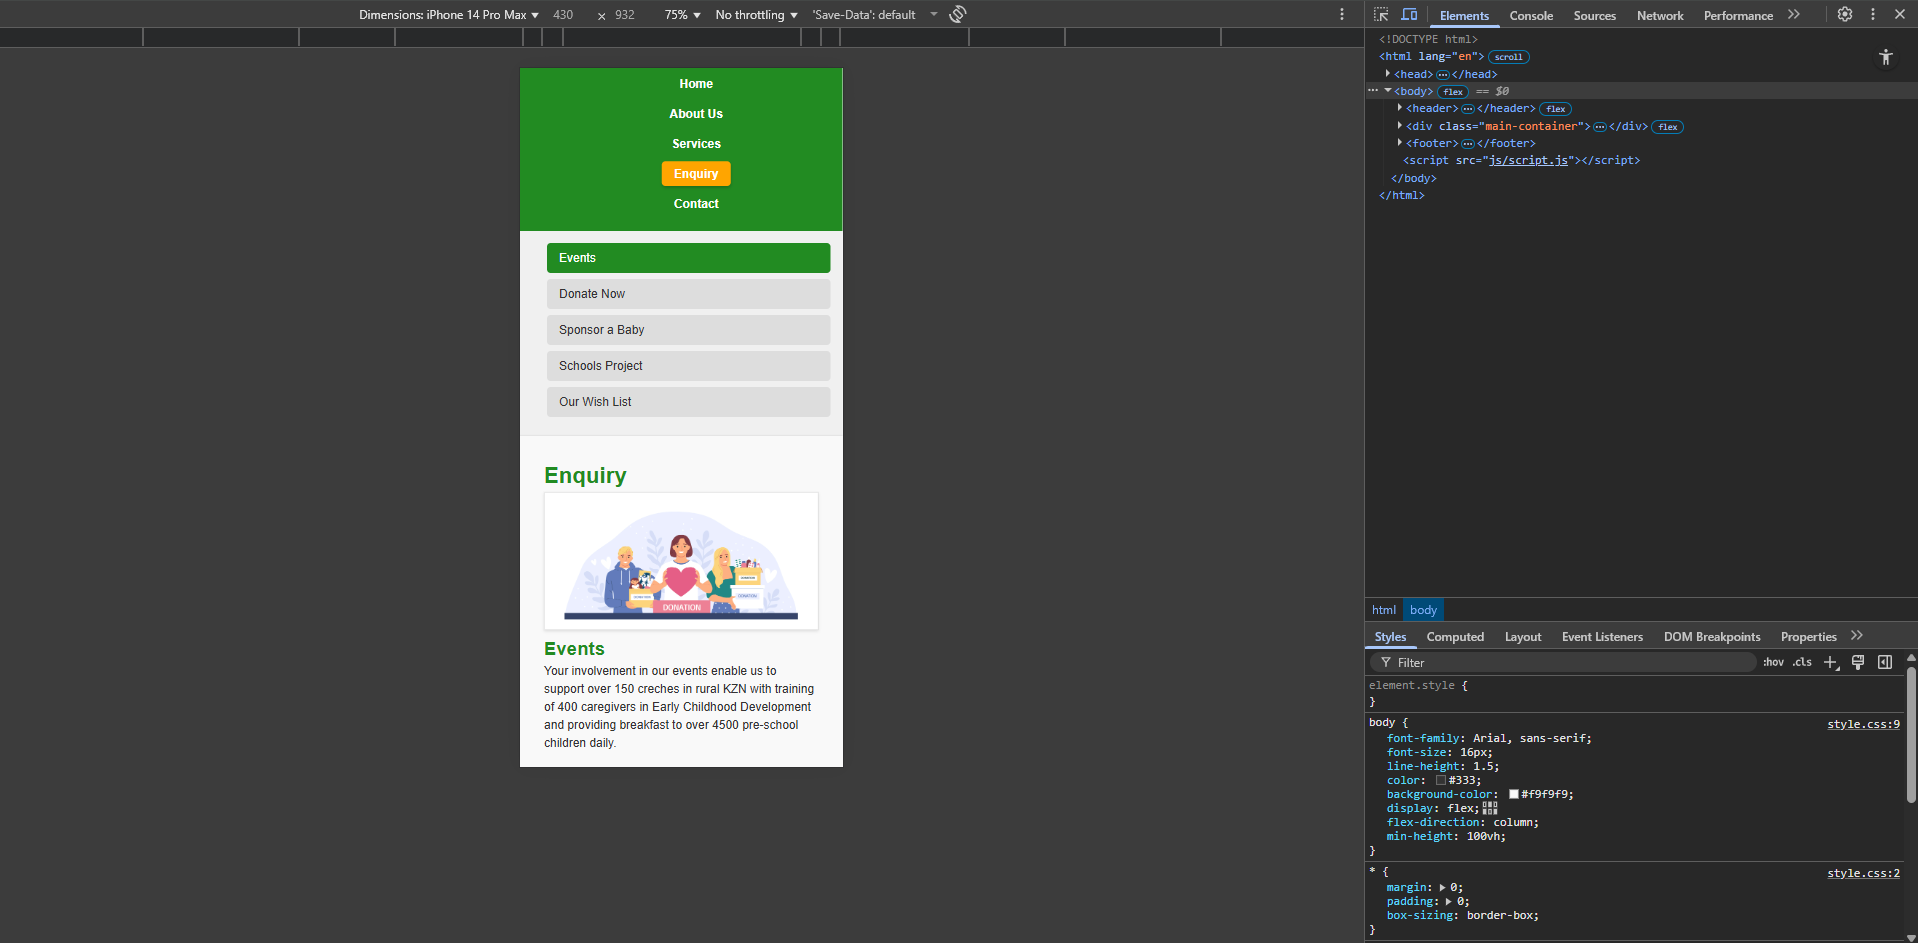 Dimensions: iPhone 14 Pro Max 430 × 932 75% No throttling 'Save-Data': default
Elements Console Sources Network Performance
<!DOCTYPE html>
<html lang="en"> scroll
<head> ••• </head>
••• <body> flex == $0
<header> ••• </header> flex
<div class="main-container"> ••• </div> flex
<footer> ••• </footer>
<script src="js/script.js"></script>
</body>
</html>
Home
About Us
Services
Enquiry
Contact
Events
Donate Now
Sponsor a Baby
Schools Project
Our Wish List
Enquiry
DONATION
Events
Your involvement in our events enable us to
support over 150 creches in rural KZN with training
of 400 caregivers in Early Childhood Development
and providing breakfast to over 4500 pre-school
children daily.
html body
Styles Computed Layout Event Listeners DOM Breakpoints Properties
Filter :hov .cls
element.style {
}
body { style.css:9
font-family: Arial, sans-serif;
font-size: 16px;
line-height: 1.5;
color: #333;
background-color: #f9f9f9;
display: flex;
flex-direction: column;
min-height: 100vh;
}
* { style.css:2
margin: 0;
padding: 0;
box-sizing: border-box;
}